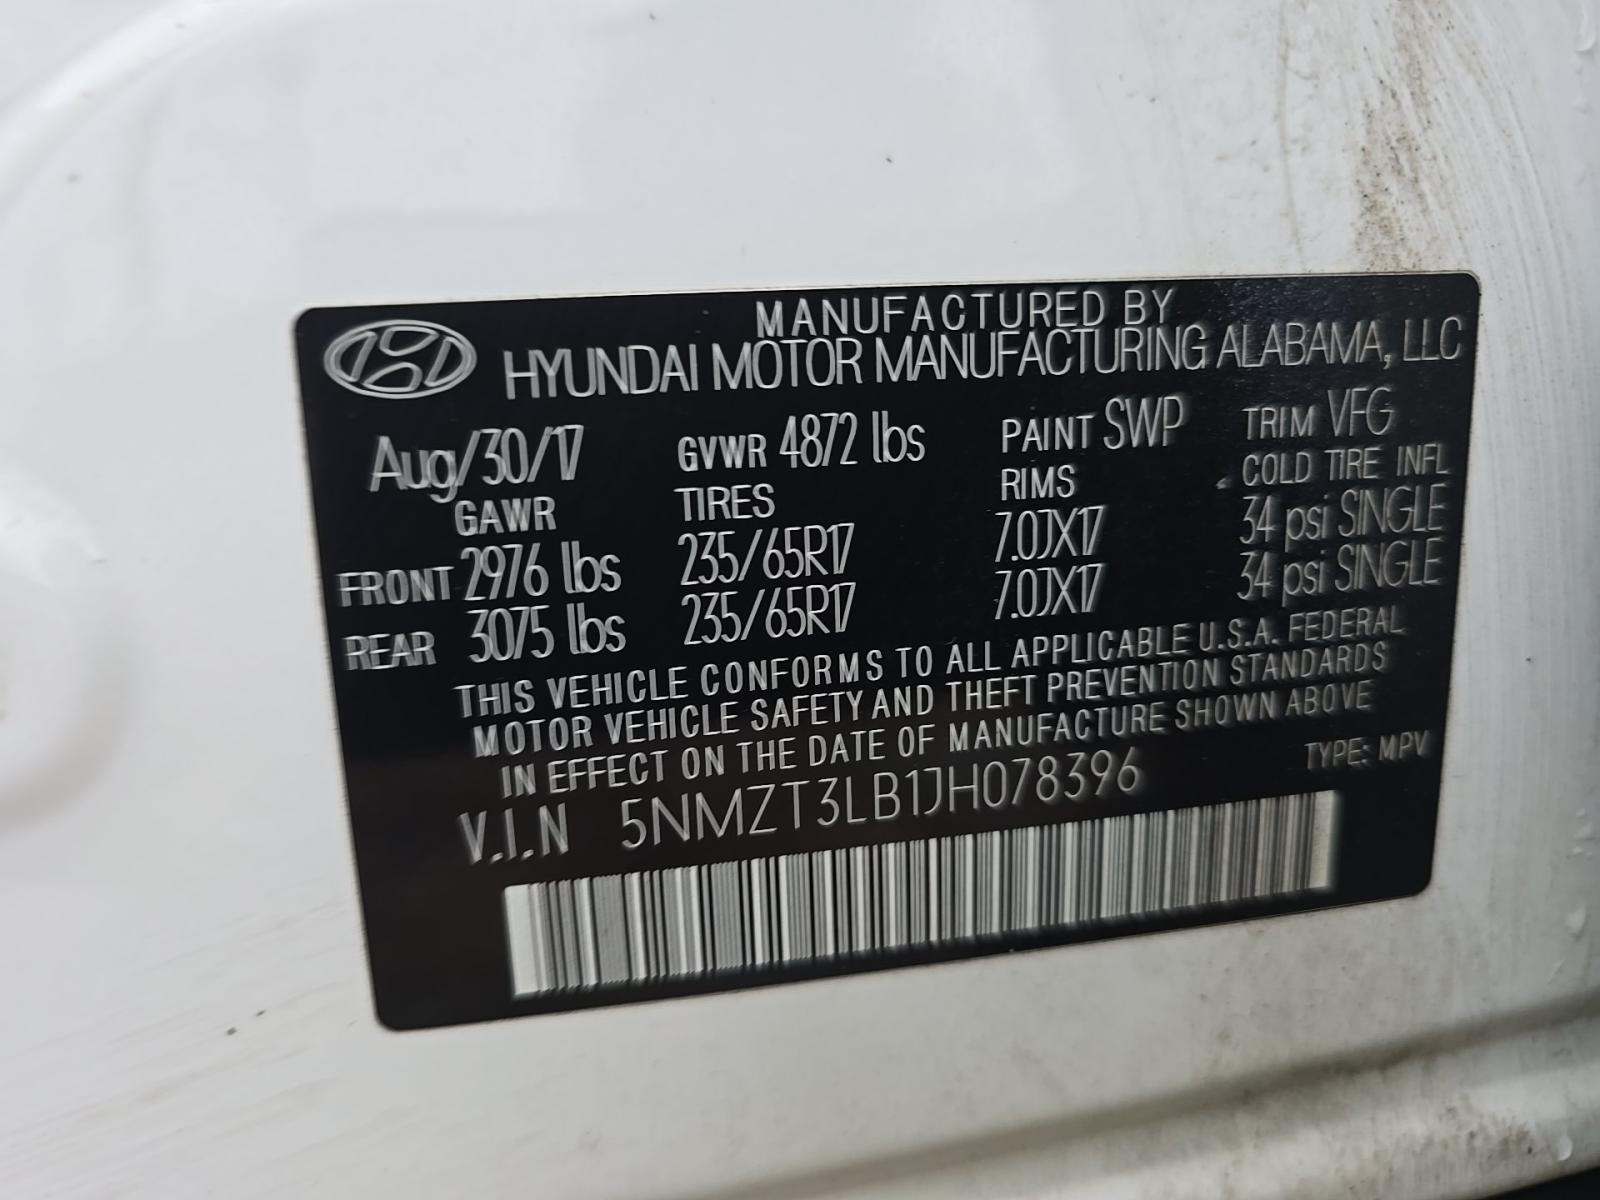 MANUFACTURED BY
HYUNDAI MOTOR MANUFACTURING ALABAMA, LLC
Aug/30/17 GVWR 4872 lbs PAINT SWP TRIM VFG
GAWR TIRES RIMS COLD TIRE INFL
FRONT 2976 lbs 235/65R17 7.0JX17 34 psi SINGLE
REAR 3075 lbs 235/65R17 7.0JX17 34 psi SINGLE
THIS VEHICLE CONFORMS TO ALL APPLICABLE U.S.A. FEDERAL
MOTOR VEHICLE SAFETY AND THEFT PREVENTION STANDARDS
IN EFFECT ON THE DATE OF MANUFACTURE SHOWN ABOVE
V.I.N 5NMZT3LB1JH078396 TYPE: MPV